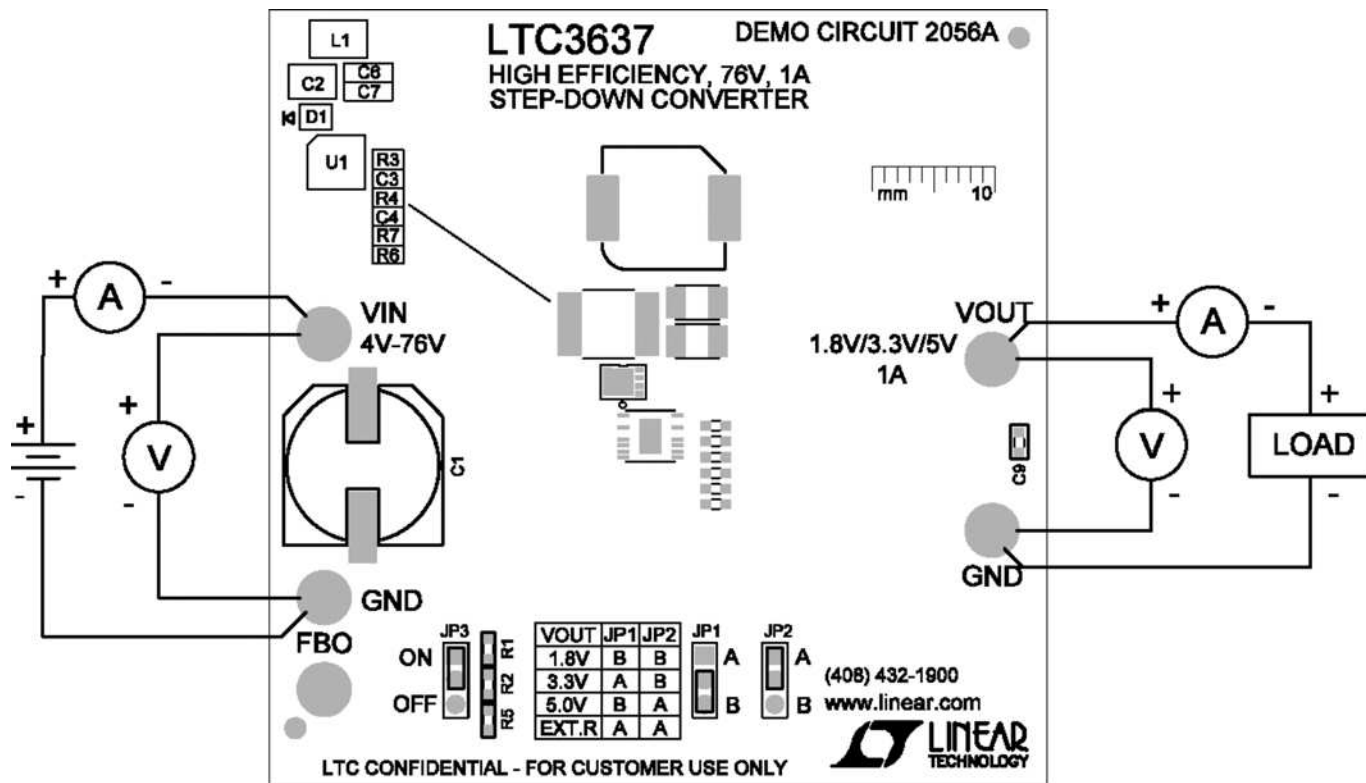 LTC3637
DEMO CIRCUIT 2056A
HIGH EFFICIENCY, 76V, 1A
STEP-DOWN CONVERTER
L1
C2
C6
C7
D1
U1
R3
C3
R4
C4
R7
R6
mm 10
+ A -
VIN
4V-76V
+ V -
+
-
C1
GND
FBO
VOUT
1.8V/3.3V/5V
1A
+ A -
+ V -
+
LOAD
-
C9
GND
JP3
ON
OFF
R1
R2
R5
VOUT JP1 JP2
1.8V B B
3.3V A B
5.0V B A
EXT.R A A
JP1
A
B
JP2
A
B
(408) 432-1900
www.linear.com
LINEAR
TECHNOLOGY
LTC CONFIDENTIAL - FOR CUSTOMER USE ONLY